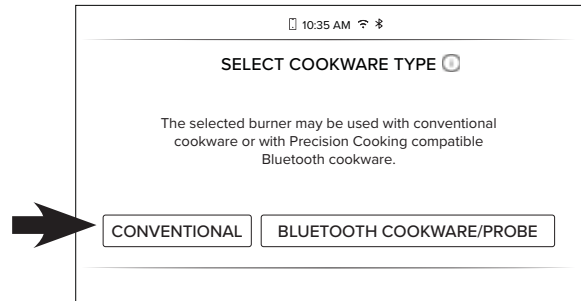 10:35 AM
SELECT COOKWARE TYPE
The selected burner may be used with conventional
cookware or with Precision Cooking compatible
Bluetooth cookware.
CONVENTIONAL BLUETOOTH COOKWARE/PROBE